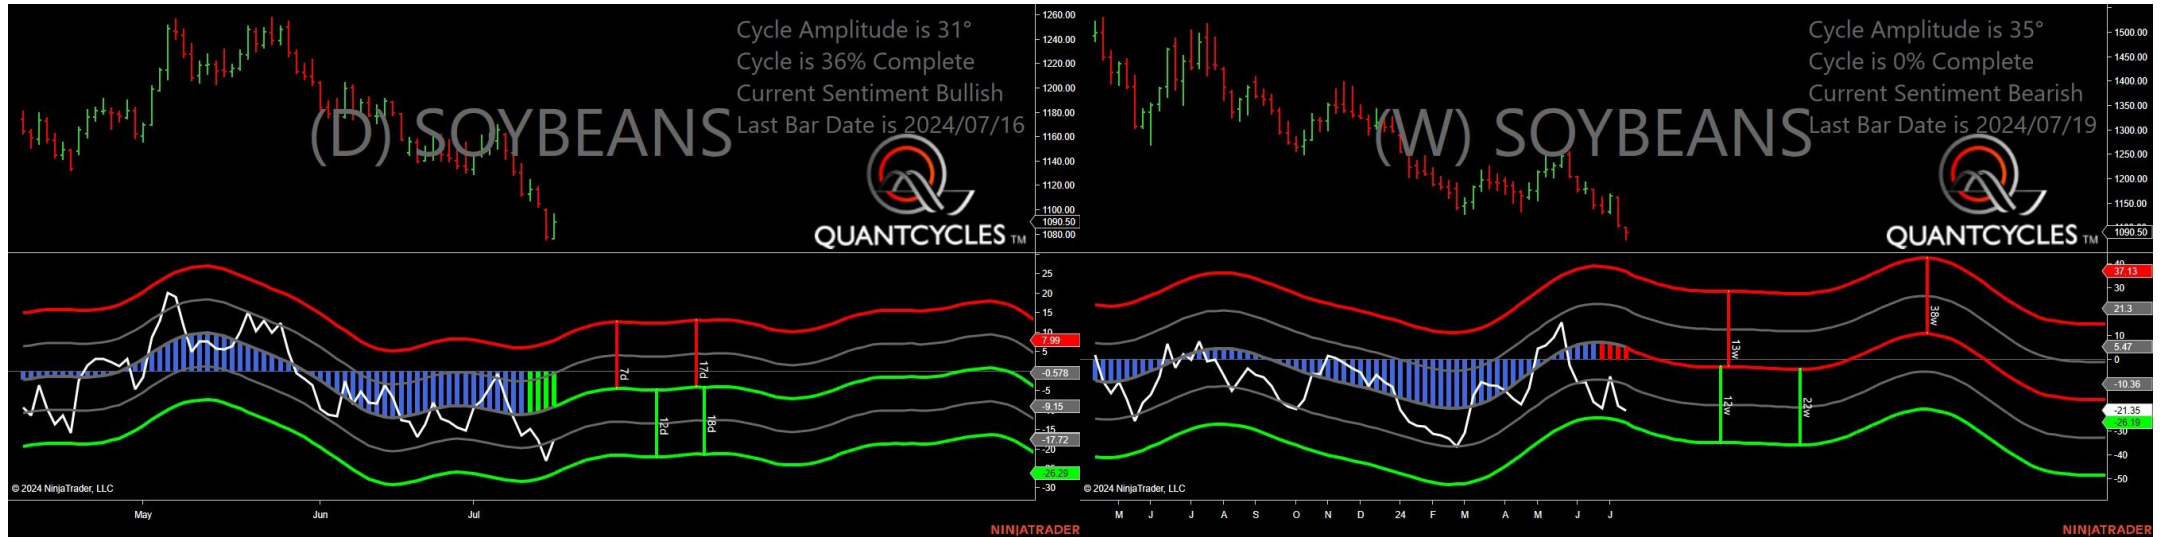 Cycle Amplitude is 31°
Cycle is 36% Complete
Current Sentiment Bullish
Last Bar Date is 2024/07/16
(D) SOYBEANS
QUANTCYCLES TM
1260.00
1240.00
1220.00
1200.00
1180.00
1160.00
1140.00
1120.00
1100.00
1090.50
1080.00
25
20
15
10
7.99
5
-0.578
-5
-9.15
-15
-17.72
-20
-26.29
-30
7d
17d
12d
18d
© 2024 NinjaTrader, LLC
May
Jun
Jul
NINJATRADER
Cycle Amplitude is 35°
Cycle is 0% Complete
Current Sentiment Bearish
Last Bar Date is 2024/07/19
(W) SOYBEANS
QUANTCYCLES TM
1500.00
1450.00
1400.00
1350.00
1300.00
1250.00
1200.00
1150.00
1090.50
40
37.13
30
21.3
10
5.47
0
-10.36
-21.35
-26.19
-30
-40
-50
13w
38w
12w
22w
© 2024 NinjaTrader, LLC
M J J A S O N D 24 F M A M J J
NINJATRADER